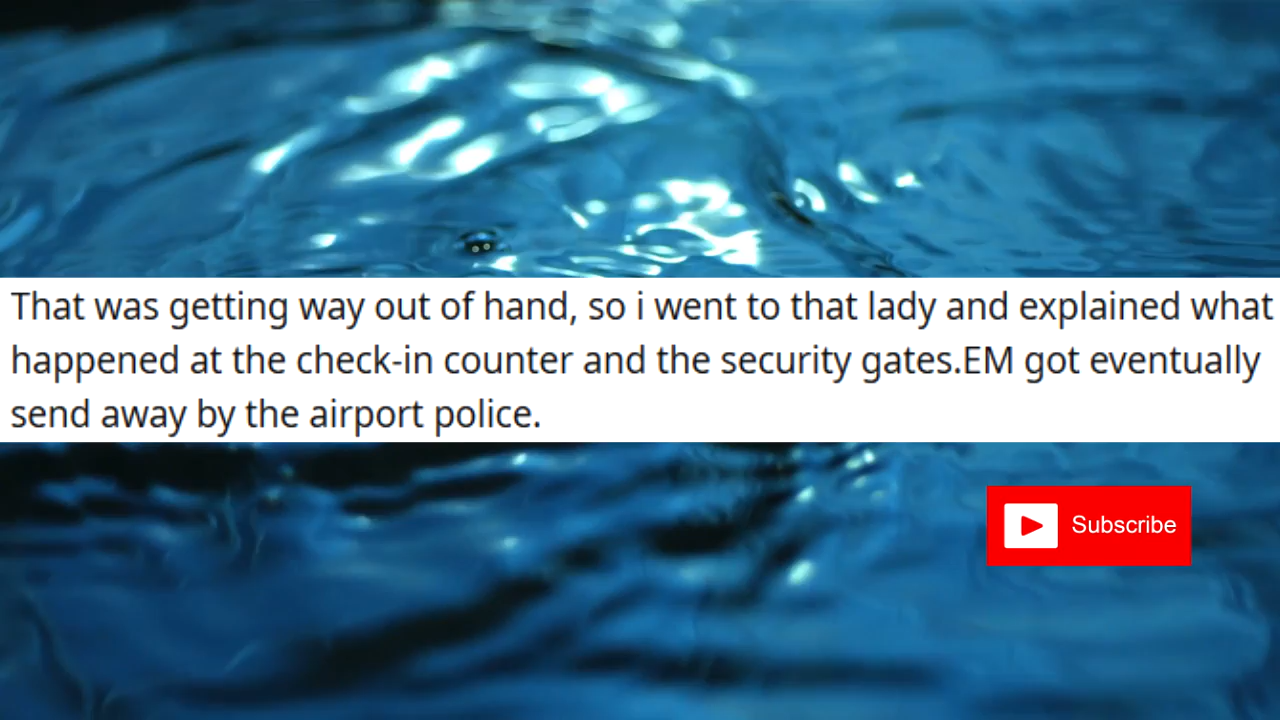 That was getting way out of hand, so i went to that lady and explained what
happened at the check-in counter and the security gates.EM got eventually
send away by the airport police.
Subscribe